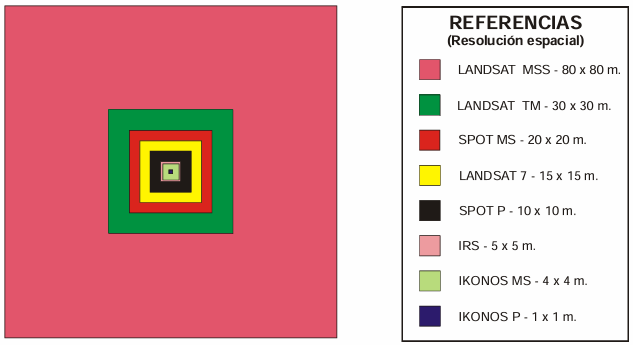 REFERENCIAS
(Resolución espacial)
LANDSAT MSS - 80 x 80 m.
LANDSAT TM - 30 x 30 m.
SPOT MS - 20 x 20 m.
LANDSAT 7 - 15 x 15 m.
SPOT P - 10 x 10 m.
IRS - 5 x 5 m.
IKONOS MS - 4 x 4 m.
IKONOS P - 1 x 1 m.